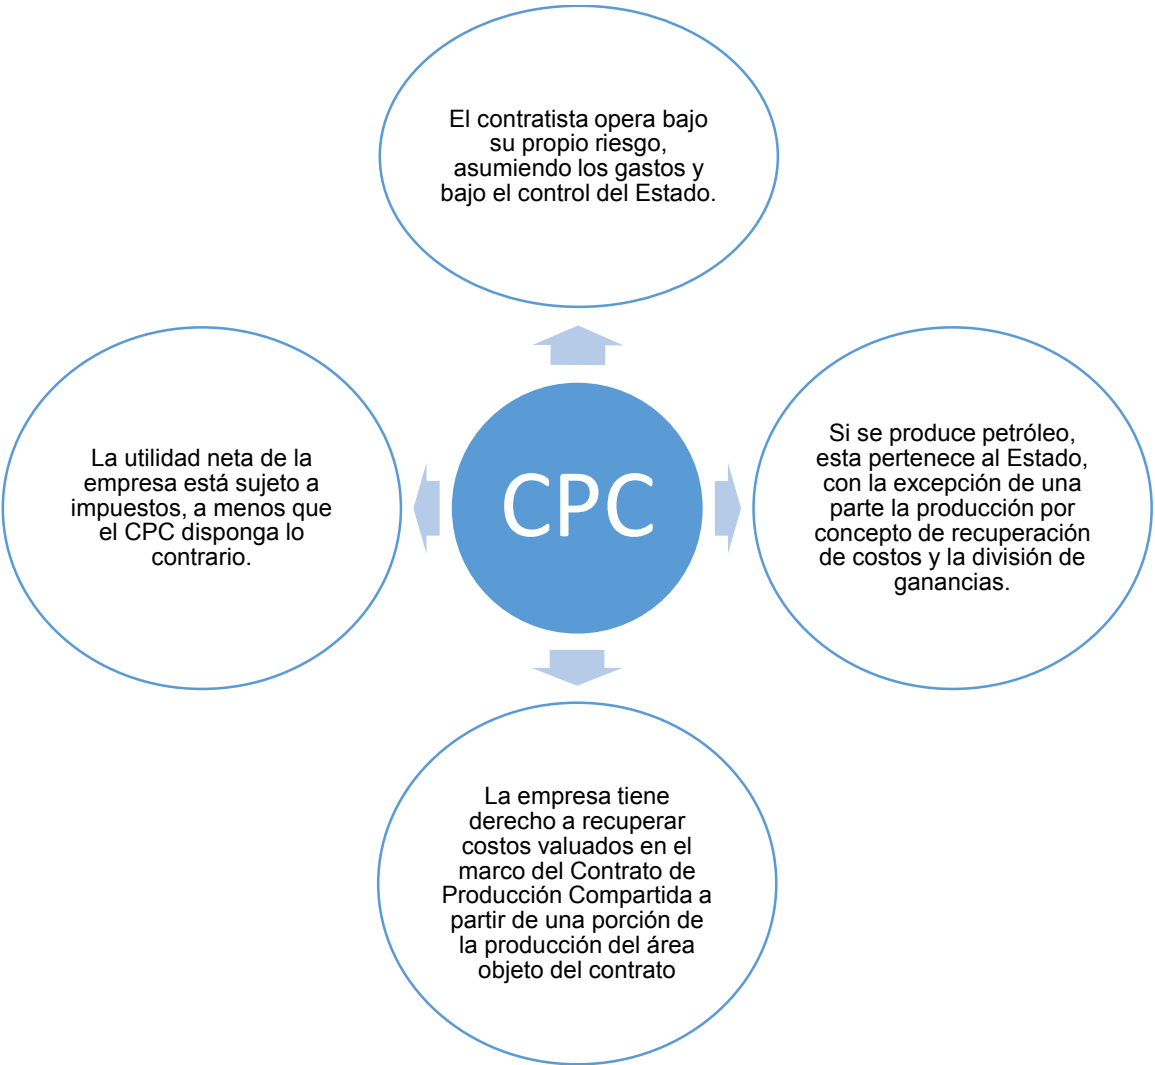 El contratista opera bajo
su propio riesgo,
asumiendo los gastos y
bajo el control del Estado.
La utilidad neta de la
empresa está sujeto a
impuestos, a menos que
el CPC disponga lo
contrario.
CPC
Si se produce petróleo,
esta pertenece al Estado,
con la excepción de una
parte la producción por
concepto de recuperación
de costos y la división de
ganancias.
La empresa tiene
derecho a recuperar
costos valuados en el
marco del Contrato de
Producción Compartida a
partir de una porción de
la producción del área
objeto del contrato